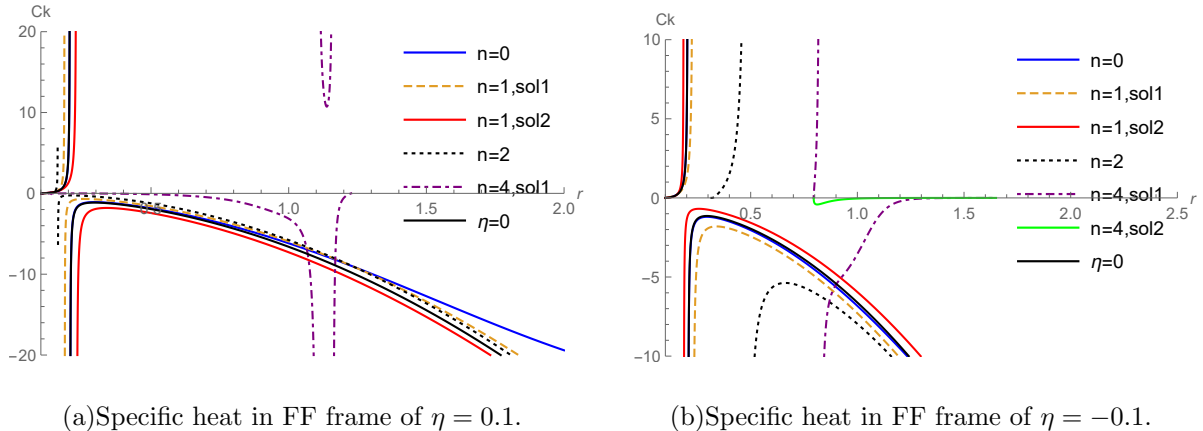 Ck
20
10
0
-10
-20
1.0
1.5
2.0
r
n=0
n=1,sol1
n=1,sol2
n=2
n=4,sol1
η=0
(a)Specific heat in FF frame of η = 0.1.
Ck
10
5
0
-5
-10
0.5
1.0
1.5
2.0
2.5
r
n=0
n=1,sol1
n=1,sol2
n=2
n=4,sol1
n=4,sol2
η=0
(b)Specific heat in FF frame of η = −0.1.